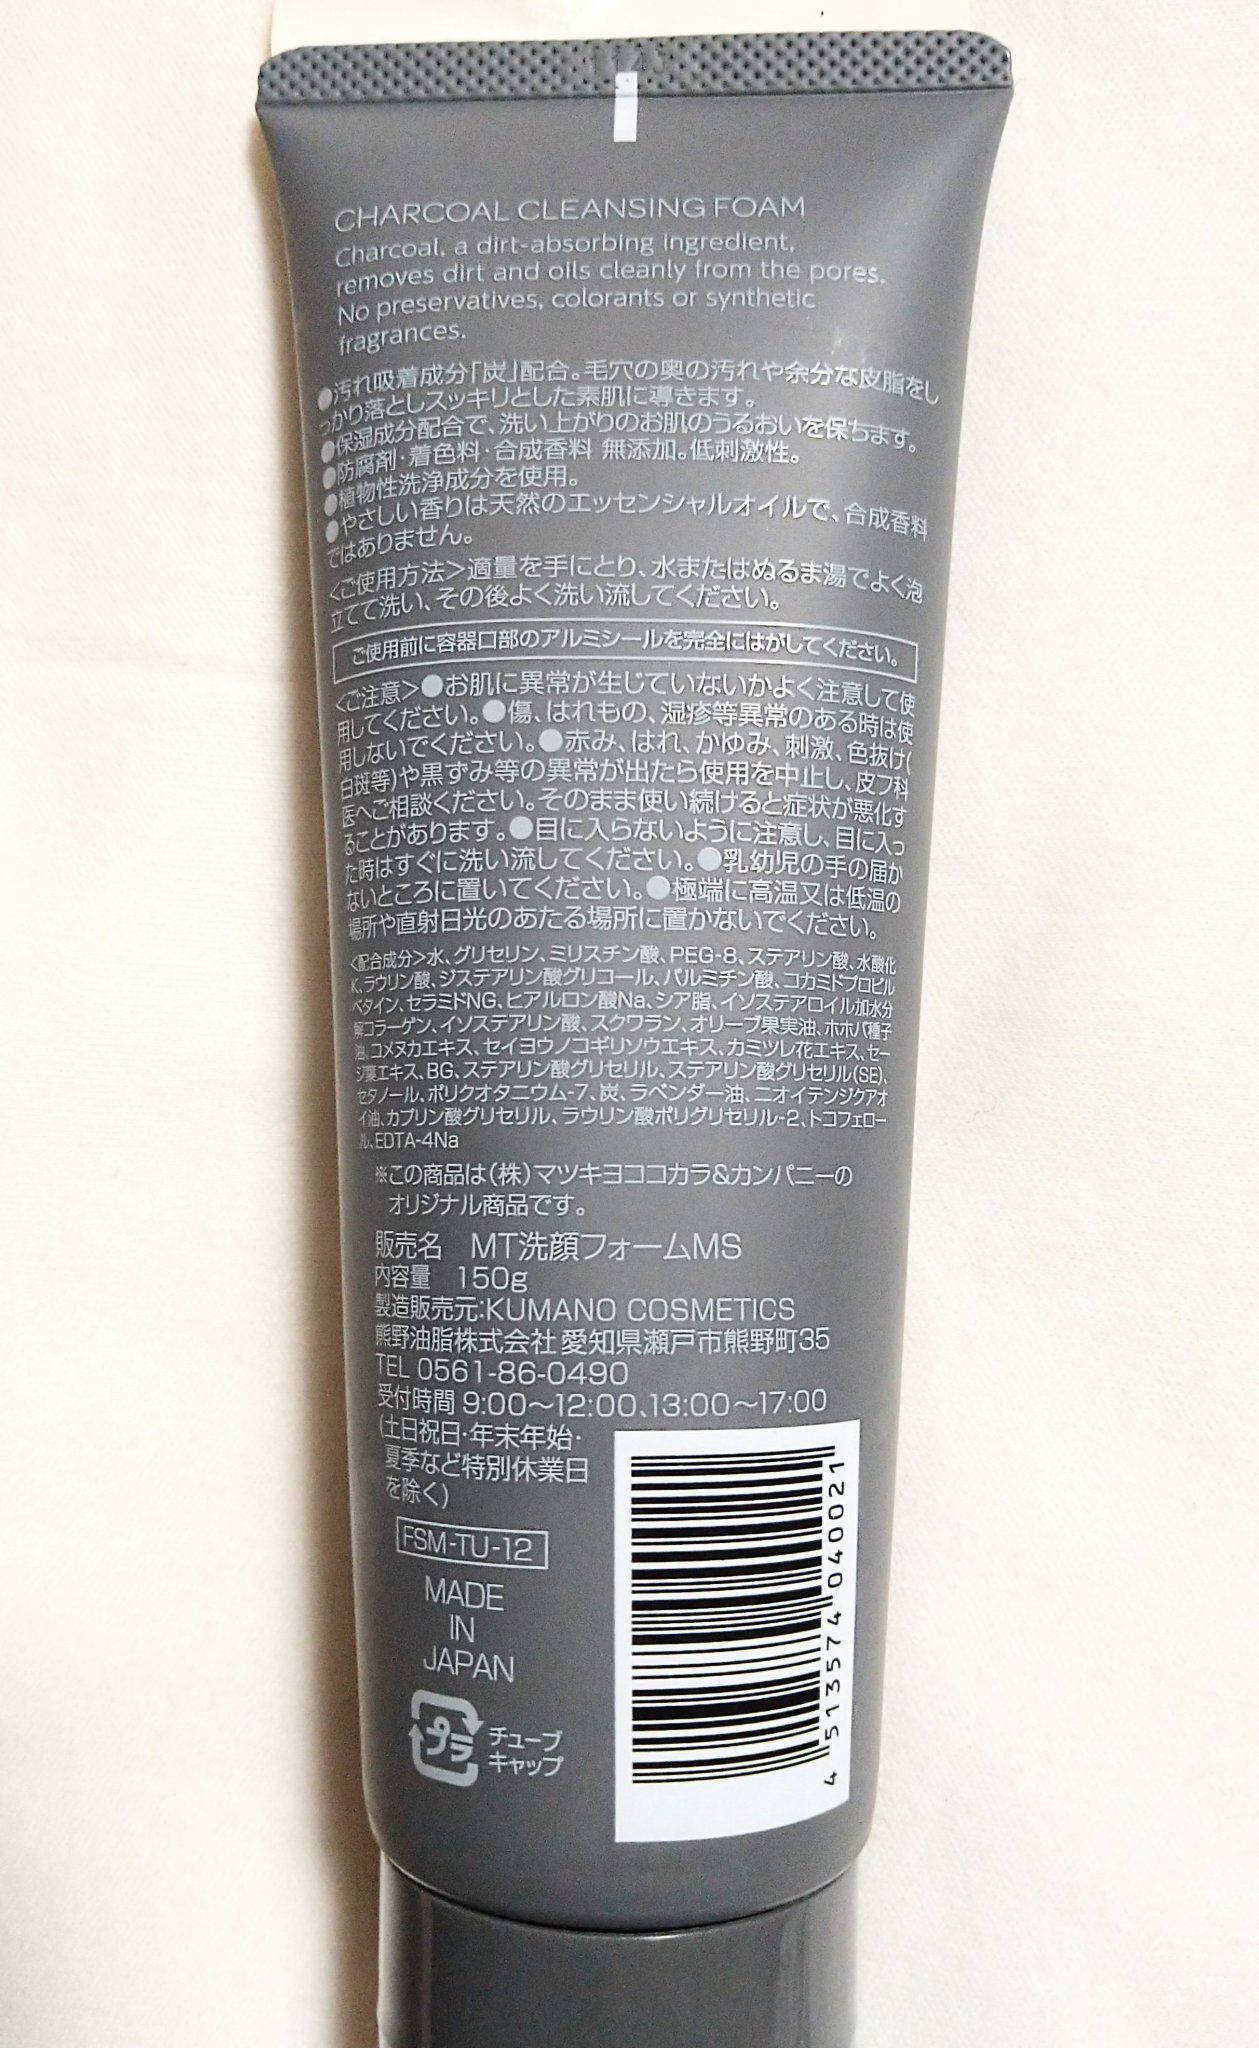 CHARCOAL CLEANSING FOAM
Charcoal, a dirt-absorbing ingredient,
removes dirt and oils cleanly from the pores.
No preservatives, colorants or synthetic
fragrances.
●汚れ吸着成分「炭」配合。毛穴の奥の汚れや余分な皮脂をし
っかり落としスッキリとした素肌に導きます。
●保湿成分配合で、洗い上がりのお肌のうるおいを保ちます。
●防腐剤・着色料・合成香料 無添加。低刺激性。
●植物性洗浄成分を使用。
●やさしい香りは天然のエッセンシャルオイルで、合成香料
ではありません。
<ご使用方法>適量を手にとり、水またはぬるま湯でよく泡
立てて洗い、その後よく洗い流してください。
ご使用前に容器口部のアルミシールを完全にはがしてください。
<ご注意>●お肌に異常が生じていないかよく注意して使
用してください。●傷、はれもの、湿疹等異常のある時は使
用しないでください。●赤み、はれ、かゆみ、刺激、色抜け(
白斑等)や黒ずみ等の異常が出たら使用を中止し、皮フ科
医へご相談ください。そのまま使い続けると症状が悪化す
ることがあります。●目に入らないように注意し、目に入っ
た時はすぐに洗い流してください。●乳幼児の手の届か
ないところに置いてください。●極端に高温又は低温の
場所や直射日光のあたる場所に置かないでください。
<配合成分>水、グリセリン、ミリスチン酸、PEG-8、ステアリン酸、水酸化
K、ラウリン酸、ジステアリン酸グリコール、パルミチン酸、コカミドプロピル
ベタイン、セラミドNG、ヒアルロン酸Na、シア脂、イソステアロイル加水分
解コラーゲン、イソステアリン酸、スクワラン、オリーブ果実油、ホホバ種子
油、コメヌカエキス、セイヨウノコギリソウエキス、カミツレ花エキス、セー
ジ葉エキス、BG、ステアリン酸グリセリル、ステアリン酸グリセリル(SE)、
セタノール、ポリクオタニウム-7、炭、ラベンダー油、ニオイテンジクアオ
イ油、カプリン酸グリセリル、ラウリン酸ポリグリセリル-2、トコフェロー
ル、EDTA-4Na
※この商品は(株)マツキヨココカラ&カンパニーの
オリジナル商品です。
販売名 MT洗顔フォームMS
内容量 150g
製造販売元:KUMANO COSMETICS
熊野油脂株式会社 愛知県瀬戸市熊野町35
TEL 0561-86-0490
受付時間 9:00～12:00、13:00～17:00
(土日祝日・年末年始・
夏季など特別休業日
を除く)
FSM-TU-12
MADE
IN
JAPAN
プラ
チューブ
キャップ
4 513574 040021